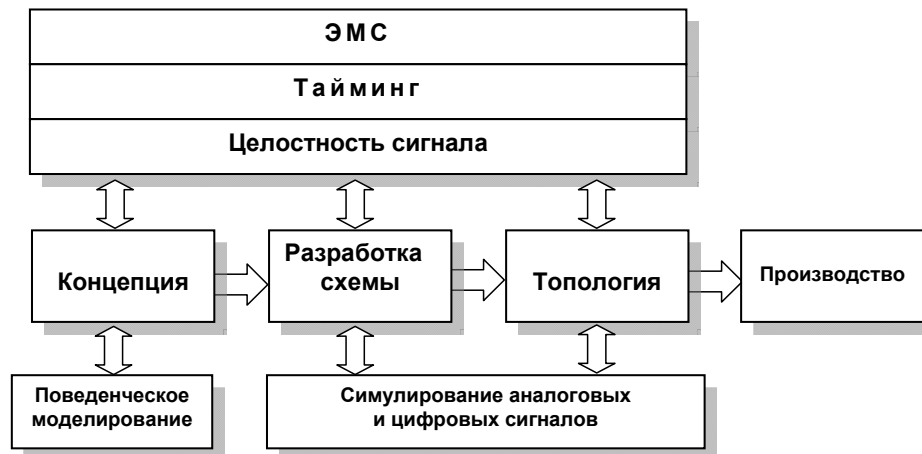 ЭМС
Тайминг
Целостность сигнала
Концепция
Разработка
схемы
Топология
Производство
Поведенческое
моделирование
Симулирование аналоговых
и цифровых сигналов